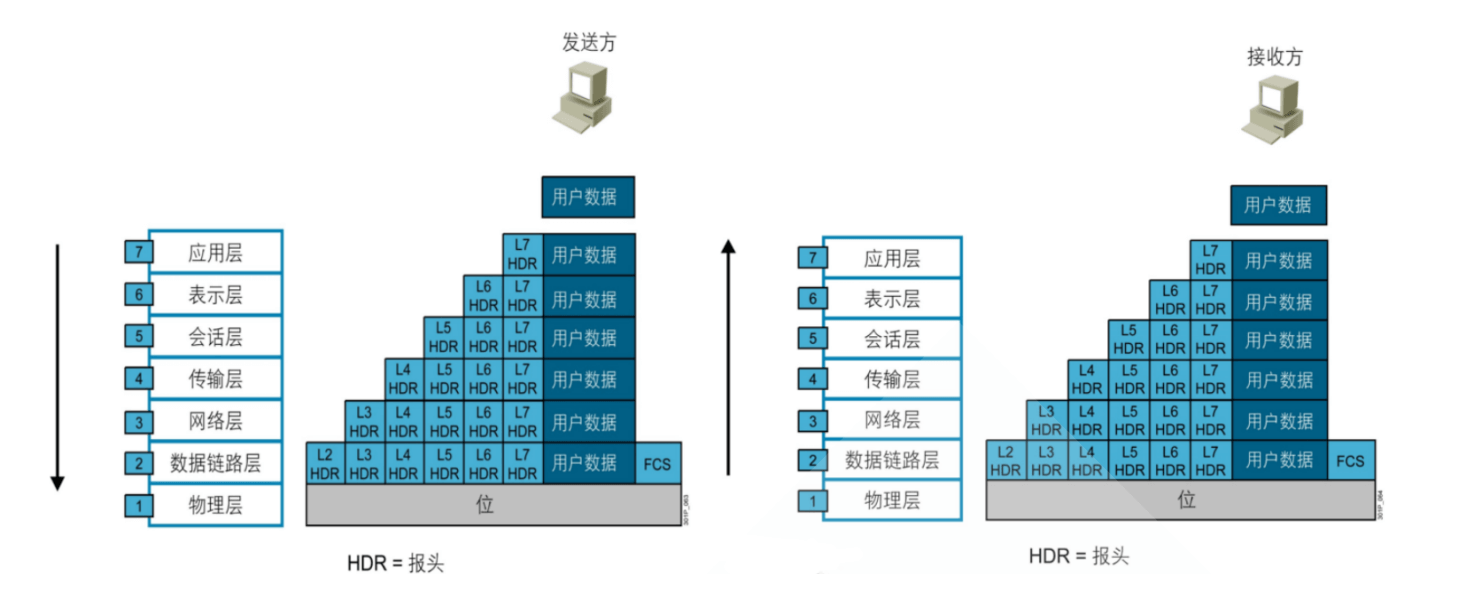 发送方
用户数据
7 应用层 L7 HDR 用户数据
6 表示层 L6 HDR L7 HDR 用户数据
5 会话层 L5 HDR L6 HDR L7 HDR 用户数据
4 传输层 L4 HDR L5 HDR L6 HDR L7 HDR 用户数据
3 网络层 L3 HDR L4 HDR L5 HDR L6 HDR L7 HDR 用户数据
2 数据链路层 L2 HDR L3 HDR L4 HDR L5 HDR L6 HDR L7 HDR 用户数据 FCS
1 物理层 位
301P_063
HDR = 报头
接收方
用户数据
7 应用层 L7 HDR 用户数据
6 表示层 L6 HDR L7 HDR 用户数据
5 会话层 L5 HDR L6 HDR L7 HDR 用户数据
4 传输层 L4 HDR L5 HDR L6 HDR L7 HDR 用户数据
3 网络层 L3 HDR L4 HDR L5 HDR L6 HDR L7 HDR 用户数据
2 数据链路层 L2 HDR L3 HDR L4 HDR L5 HDR L6 HDR L7 HDR 用户数据 FCS
1 物理层 位
301P_064
HDR = 报头